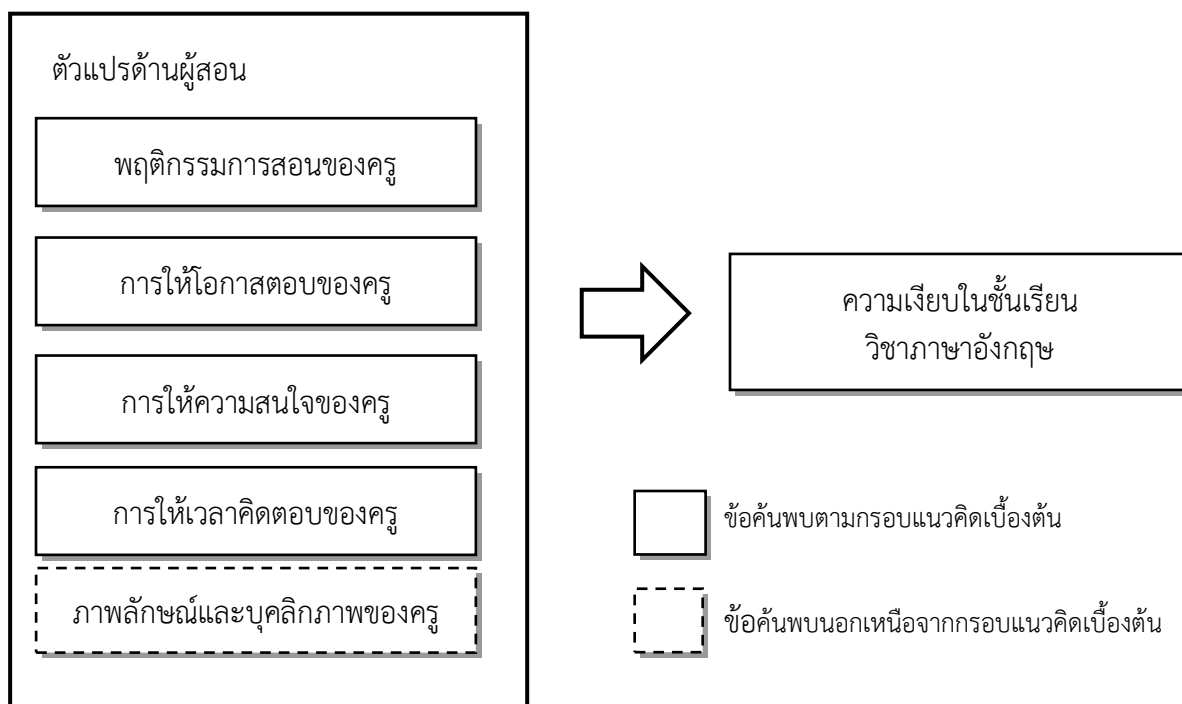 ตัวแปรด้านผู้สอน
พฤติกรรมการสอนของครู
การให้โอกาสตอบของครู
การให้ความสนใจของครู
การให้เวลาคิดตอบของครู
ภาพลักษณ์และบุคลิกภาพของครู
ความเงียบในชั้นเรียน
วิชาภาษาอังกฤษ
ข้อค้นพบตามกรอบแนวคิดเบื้องต้น
ข้อค้นพบนอกเหนือจากกรอบแนวคิดเบื้องต้น